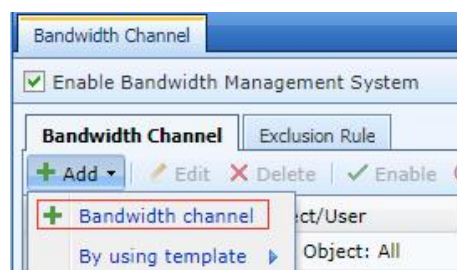 Bandwidth Channel
Enable Bandwidth Management System
Bandwidth Channel Exclusion Rule
Add Edit Delete Enable
Bandwidth channel ct/User
By using template Object: All